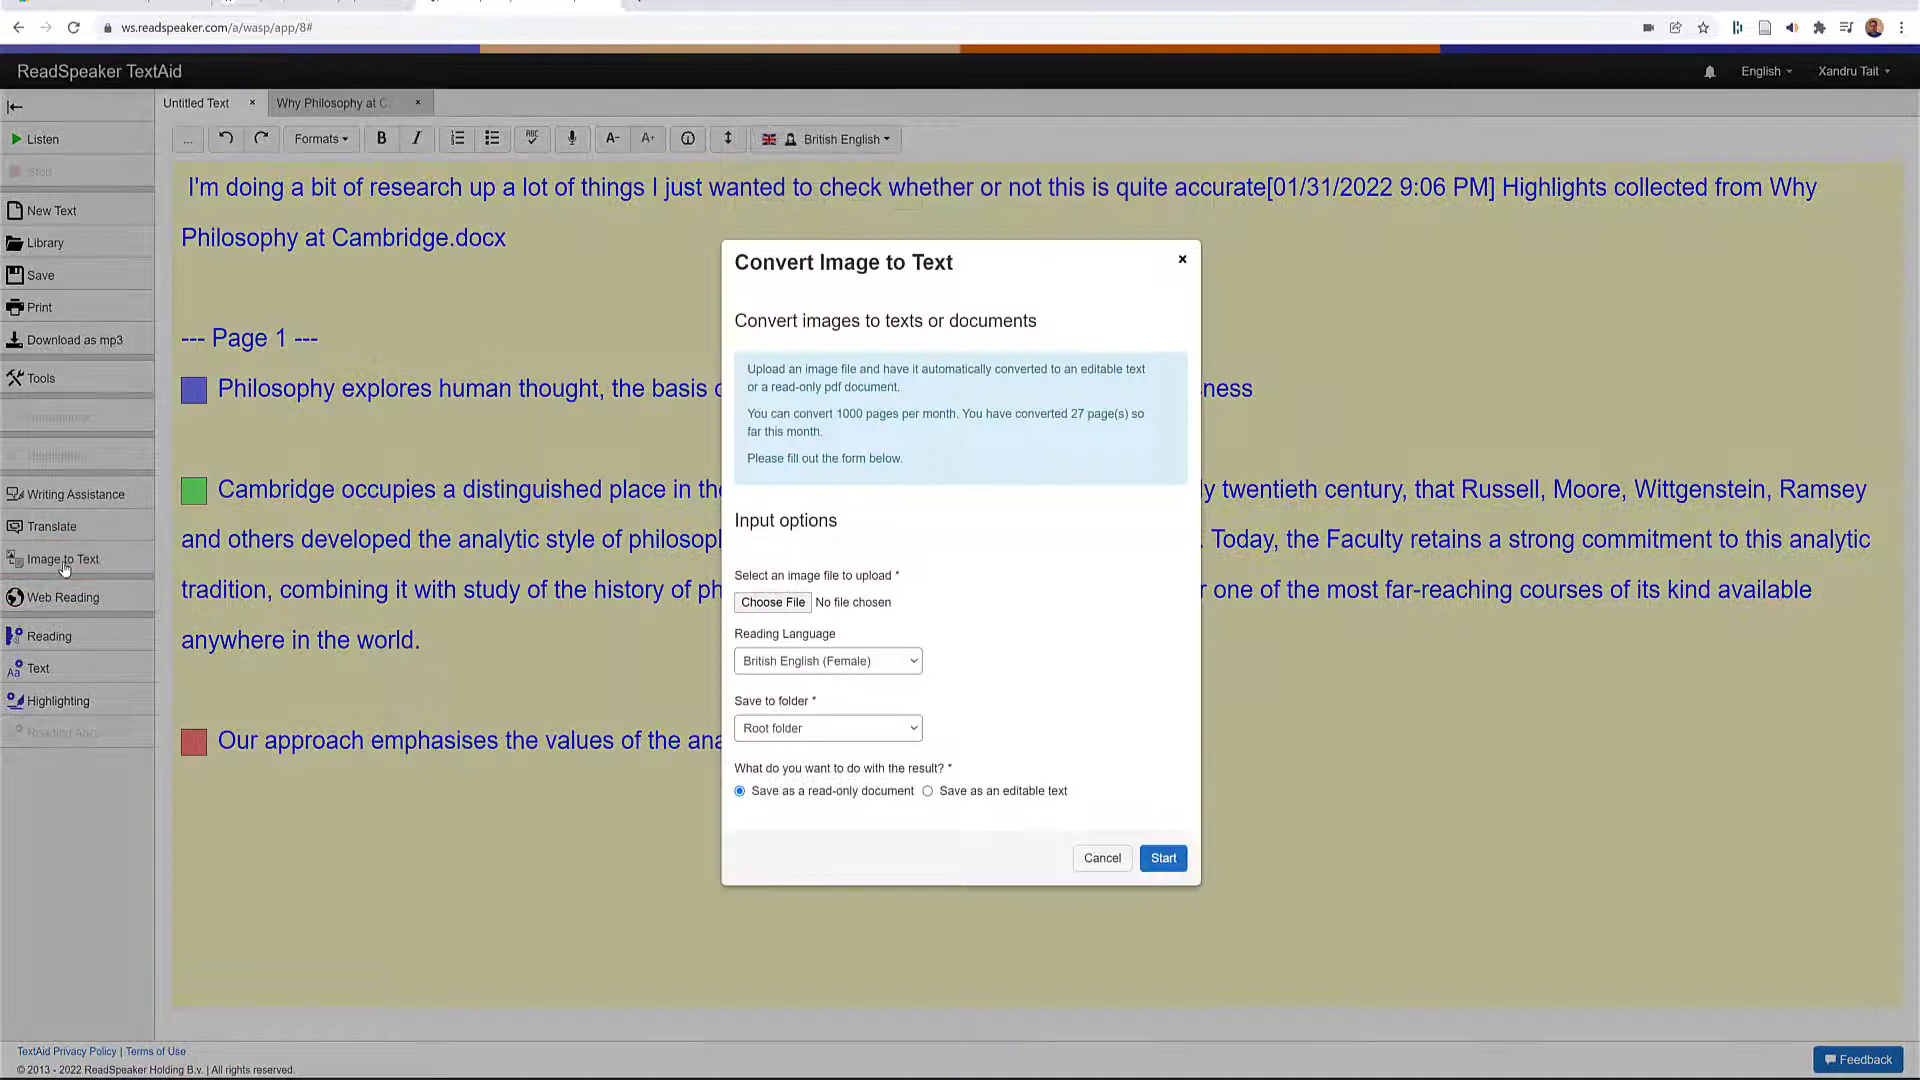 ws.readspeaker.com/a/wasp/app/8#
ReadSpeaker TextAid
English
Xandru Tait
Untitled Text ×
Why Philosophy at C... ×
Listen
Stop
New Text
Library
Save
Print
Download as mp3
Tools
Writing Assistance
Translate
Image to Text
Web Reading
Reading
Text
Highlighting
... Formats B I ABC A- A+ British English
I'm doing a bit of research up a lot of things I just wanted to check whether or not this is quite accurate[01/31/2022 9:06 PM] Highlights collected from Why
Philosophy at Cambridge.docx
--- Page 1 ---
Philosophy explores human thought, the basis
ness
Cambridge occupies a distinguished place in the
twentieth century, that Russell, Moore, Wittgenstein, Ramsey
and others developed the analytic style of
. Today, the Faculty retains a strong commitment to this analytic
tradition, combining it with study of the history of
one of the most far-reaching courses of its kind available
anywhere in the world.
Our approach emphasises the values of the
Convert Image to Text
×
Convert images to texts or documents
Upload an image file and have it automatically converted to an editable text
or a read-only pdf document.
You can convert 1000 pages per month. You have converted 27 page(s) so
far this month.
Please fill out the form below.
Input options
Select an image file to upload *
Choose File No file chosen
Reading Language
British English (Female)
Save to folder *
Root folder
What do you want to do with the result? *
Save as a read-only document Save as an editable text
Cancel Start
TextAid Privacy Policy | Terms of Use
© 2013 - 2022 ReadSpeaker Holding B.v. | All rights reserved.
Feedback